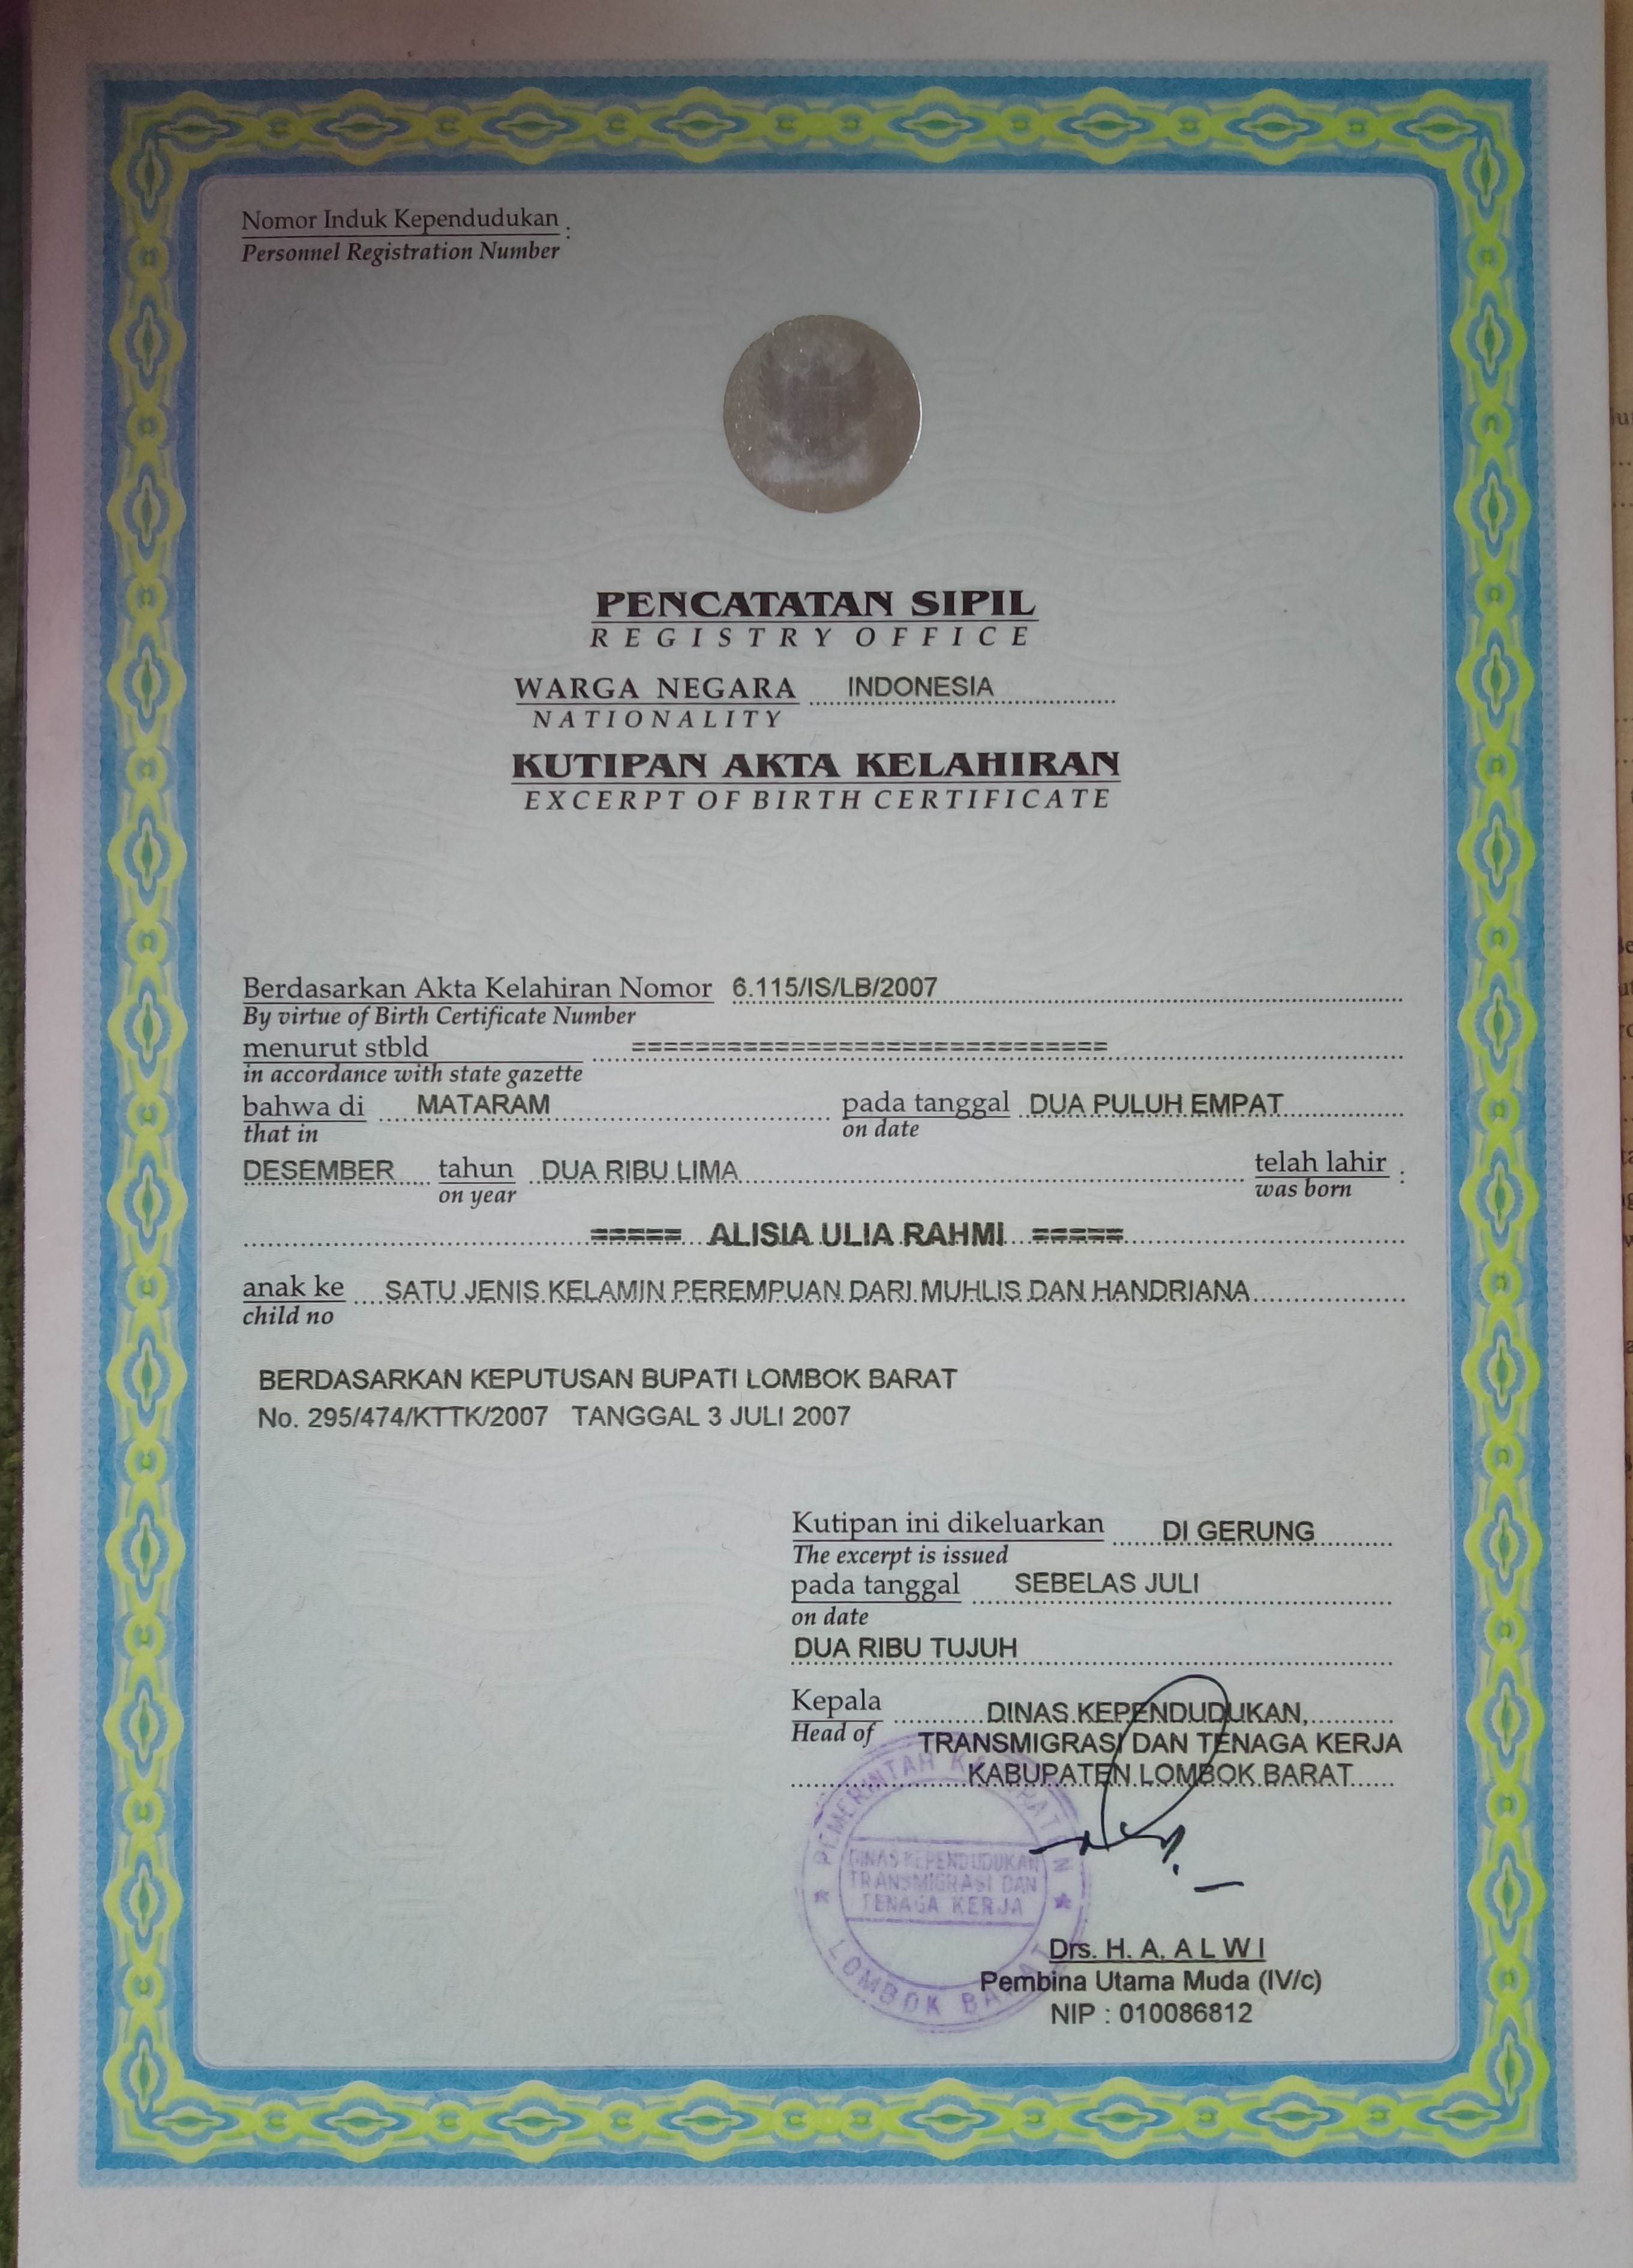 Nomor Induk Kependudukan :
Personnel Registration Number
PENCATATAN SIPIL
REGISTRY OFFICE
WARGA NEGARA INDONESIA
NATIONALITY
KUTIPAN AKTA KELAHIRAN
EXCERPT OF BIRTH CERTIFICATE
Berdasarkan Akta Kelahiran Nomor 6.115/IS/LB/2007
By virtue of Birth Certificate Number
menurut stbld ==============================
in accordance with state gazette
bahwa di MATARAM pada tanggal DUA PULUH EMPAT
that in on date
DESEMBER tahun DUA RIBU LIMA telah lahir :
on year was born
===== ALISIA ULIA RAHMI =====
anak ke SATU JENIS KELAMIN PEREMPUAN DARI MUHLIS DAN HANDRIANA
child no
BERDASARKAN KEPUTUSAN BUPATI LOMBOK BARAT
No. 295/474/KTTK/2007 TANGGAL 3 JULI 2007
Kutipan ini dikeluarkan DI GERUNG
The excerpt is issued
pada tanggal SEBELAS JULI
on date
DUA RIBU TUJUH
Kepala DINAS KEPENDUDUKAN,
Head of TRANSMIGRASI DAN TENAGA KERJA
KABUPATEN LOMBOK BARAT
PEMERINTAH KABUPATEN
DINAS KEPENDUDUKAN
TRANSMIGRASI DAN
TENAGA KERJA
LOMBOK BARAT
Drs. H. A. A L W I
Pembina Utama Muda (IV/c)
NIP : 010086812